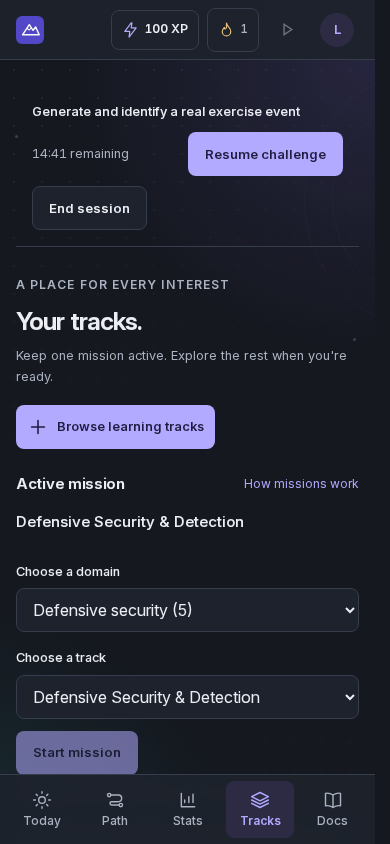 100 XP
1
L
Generate and identify a real exercise event
14:41 remaining
Resume challenge
End session
A PLACE FOR EVERY INTEREST
Your tracks.
Keep one mission active. Explore the rest when you're
ready.
Browse learning tracks
Active mission
How missions work
Defensive Security & Detection
Choose a domain
Defensive security (5)
Choose a track
Defensive Security & Detection
Start mission
Today
Path
Stats
Tracks
Docs